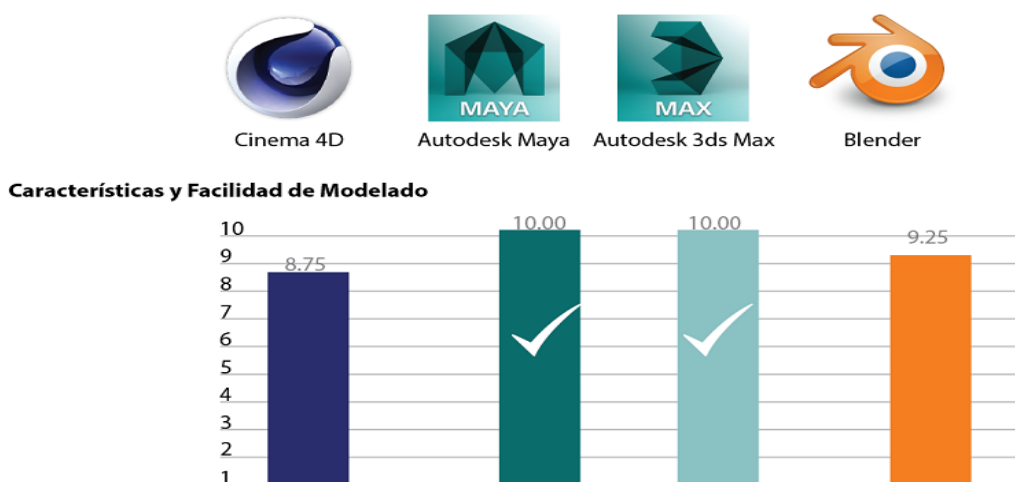 MAYA
MAX
Cinema 4D
Autodesk Maya
Autodesk 3ds Max
Blender
Características y Facilidad de Modelado
10
10.00
10.00
9.25
9
8.75
8
7
6
5
4
3
2
1